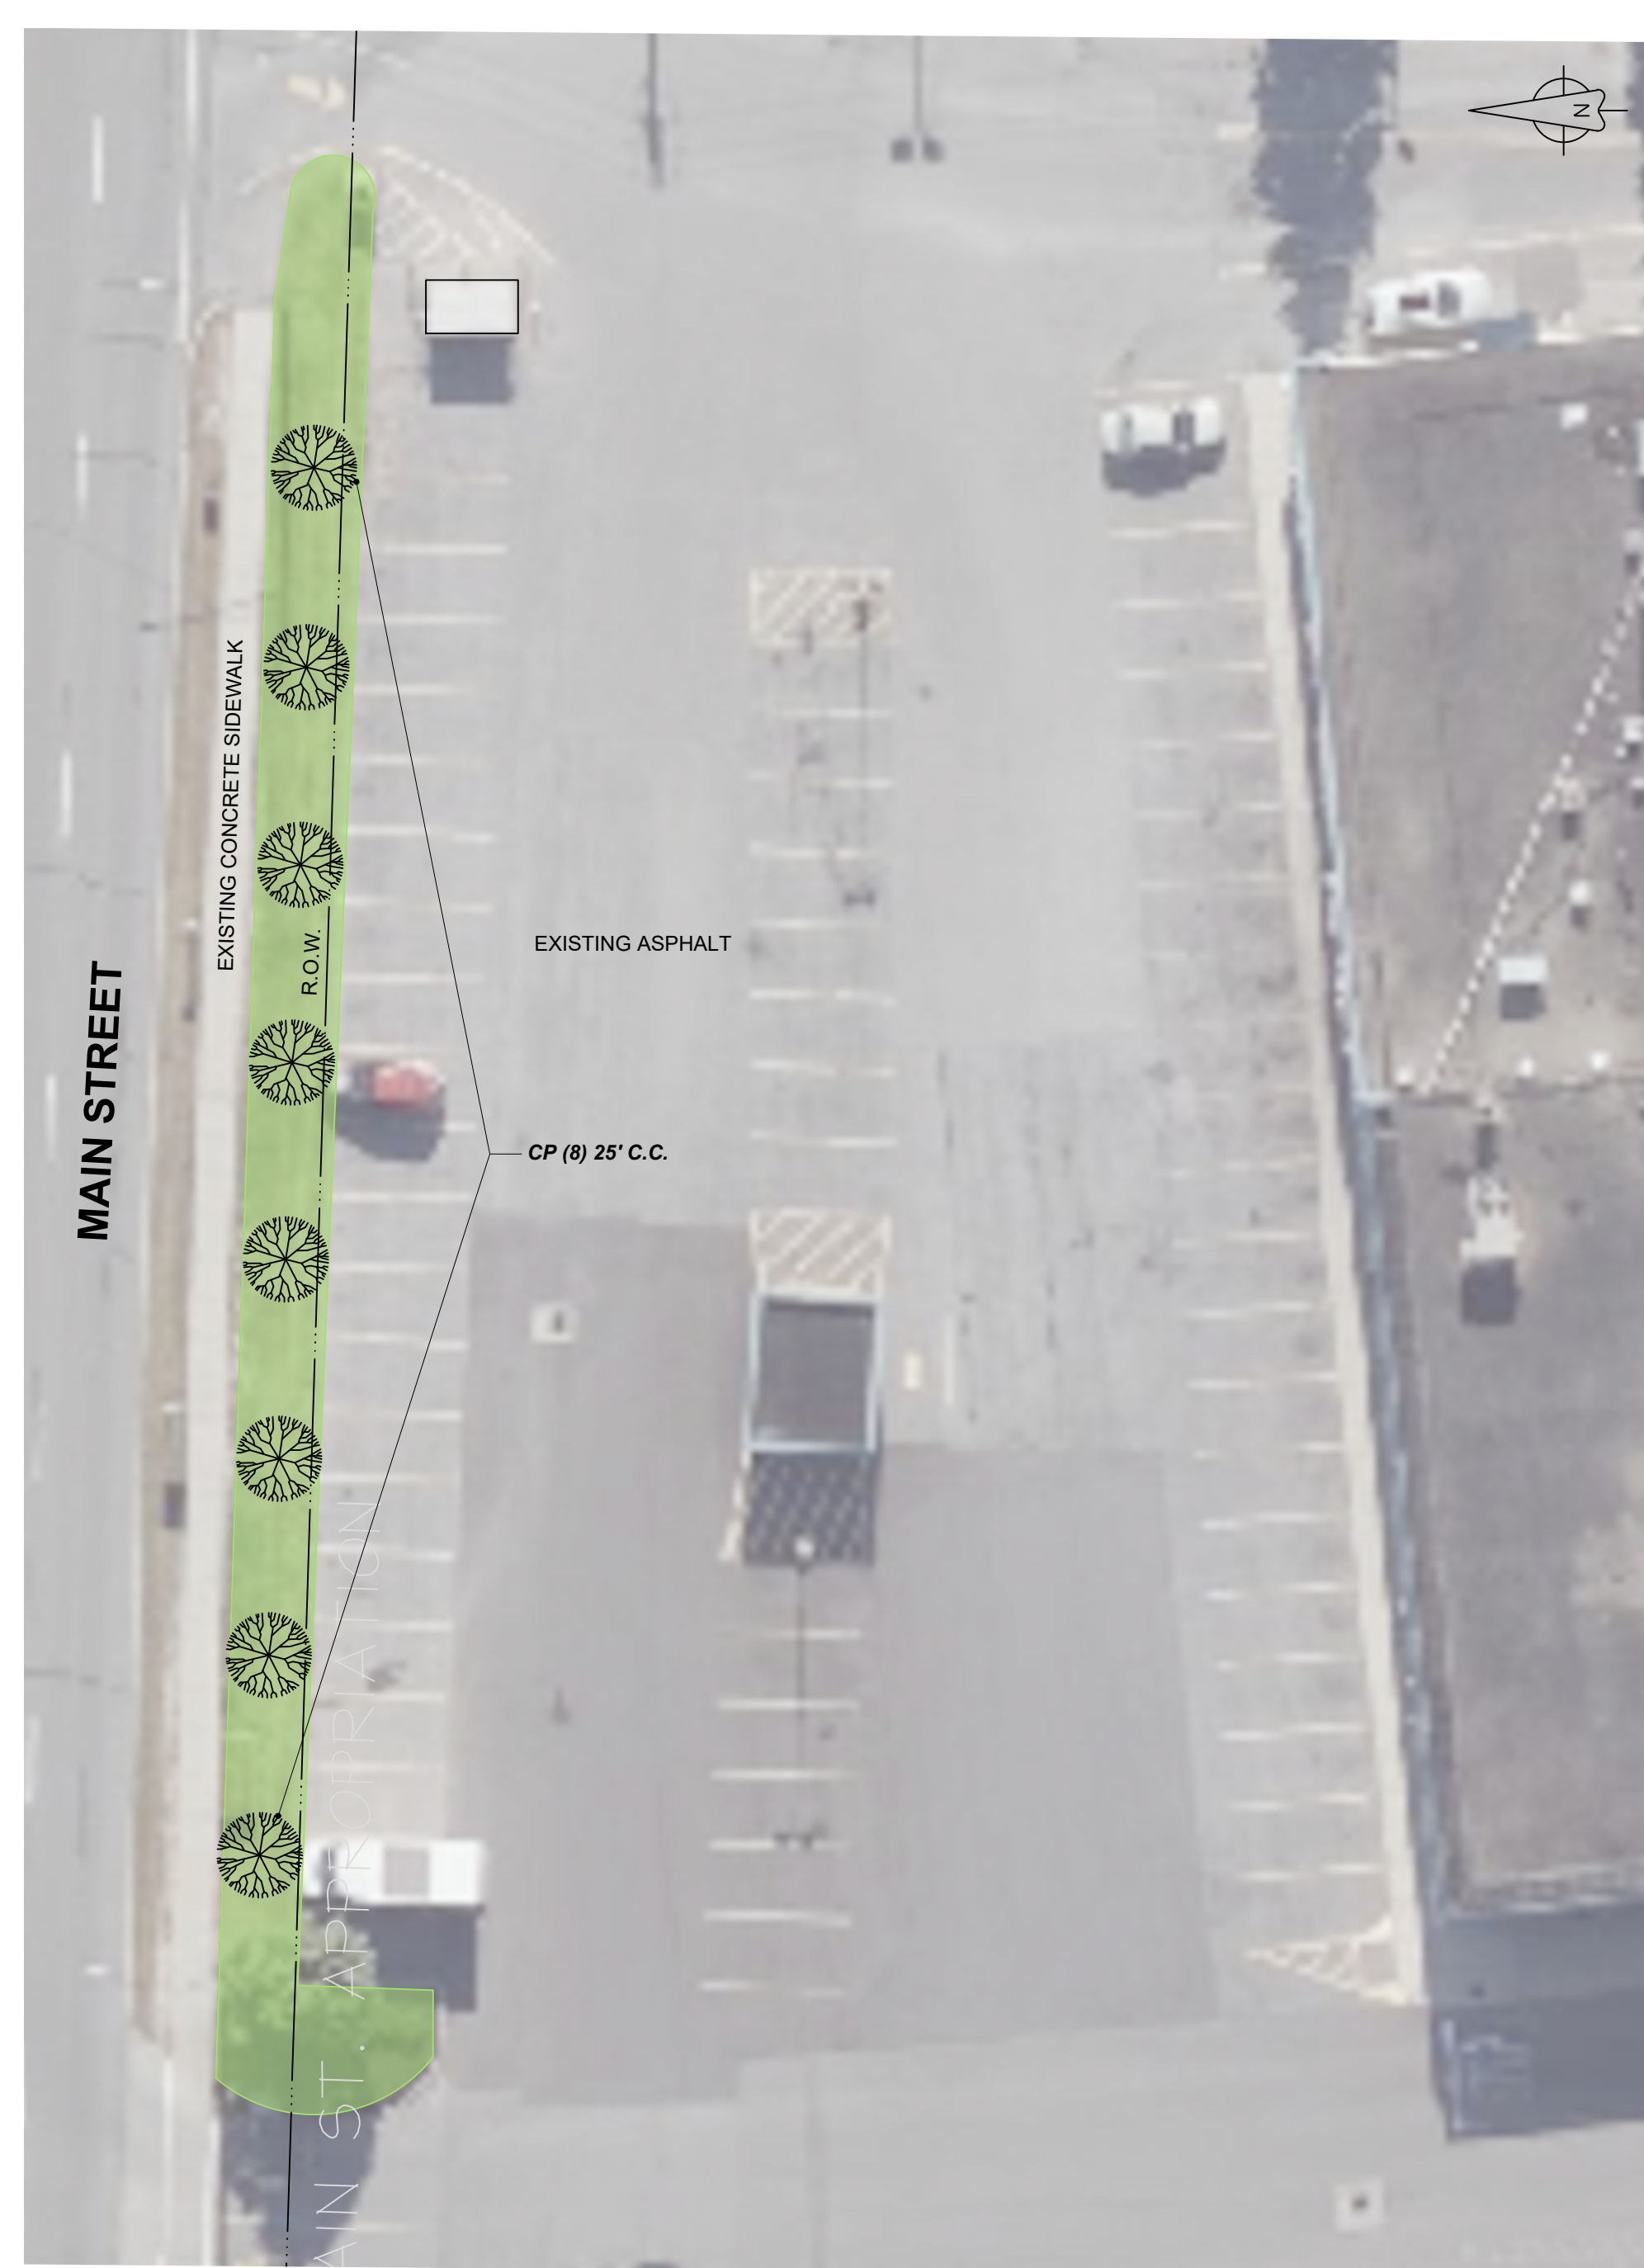 N
EXISTING CONCRETE SIDEWALK
R.O.W.
EXISTING ASPHALT
MAIN STREET
CP (8) 25' C.C.
AIN ST. APPROPRIATION